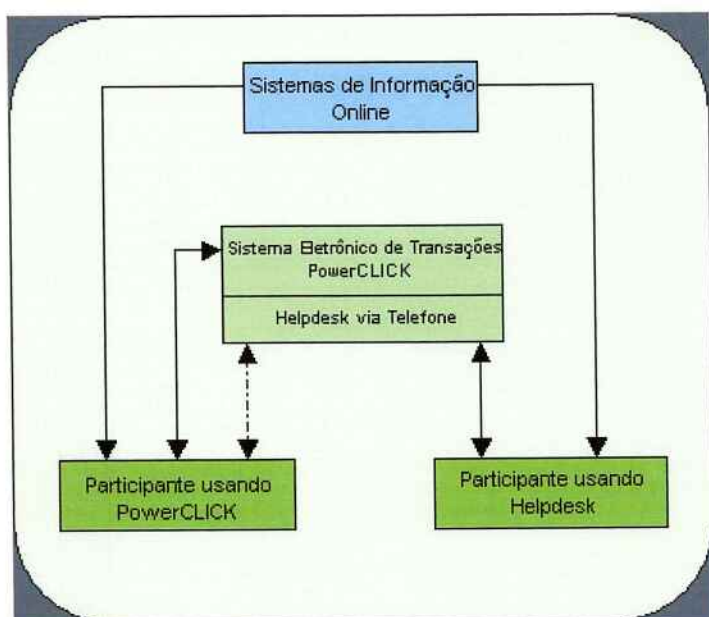 Sistemas de Informação
Online
Sistema Eletrônico de Transações
PowerCLICK
Helpdesk via Telefone
Participante usando
PowerCLICK
Participante usando
Helpdesk